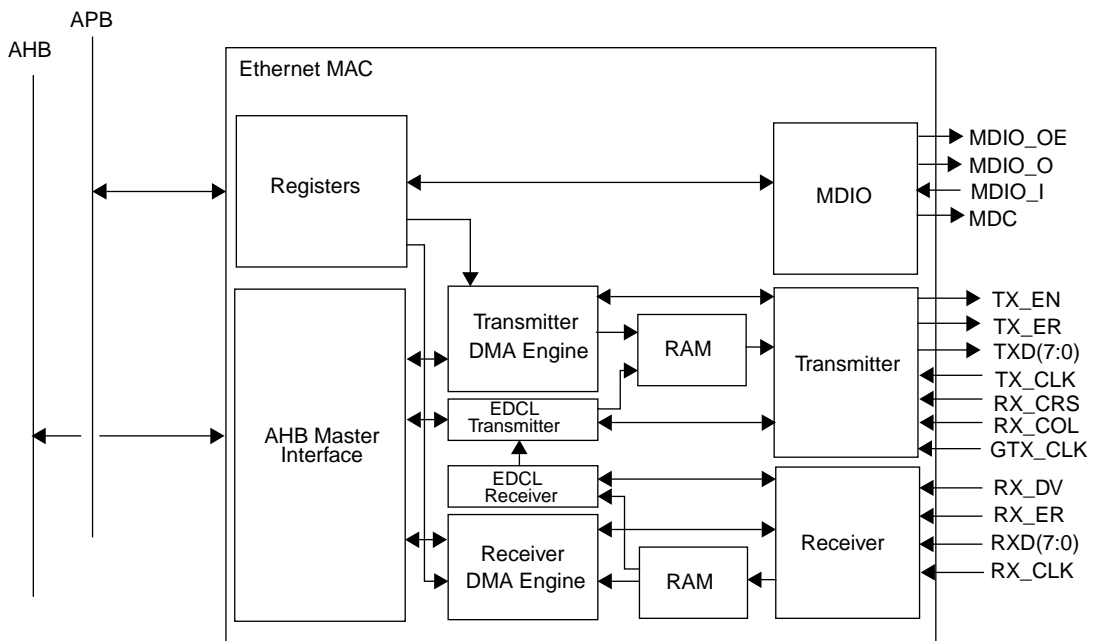 APB
AHB
Ethernet MAC
Registers
MDIO
MDIO_OE
MDIO_O
MDIO_I
MDC
Transmitter
DMA Engine
RAM
Transmitter
TX_EN
TX_ER
TXD(7:0)
TX_CLK
RX_CRS
RX_COL
GTX_CLK
AHB Master
Interface
EDCL
Transmitter
EDCL
Receiver
Receiver
DMA Engine
RAM
Receiver
RX_DV
RX_ER
RXD(7:0)
RX_CLK